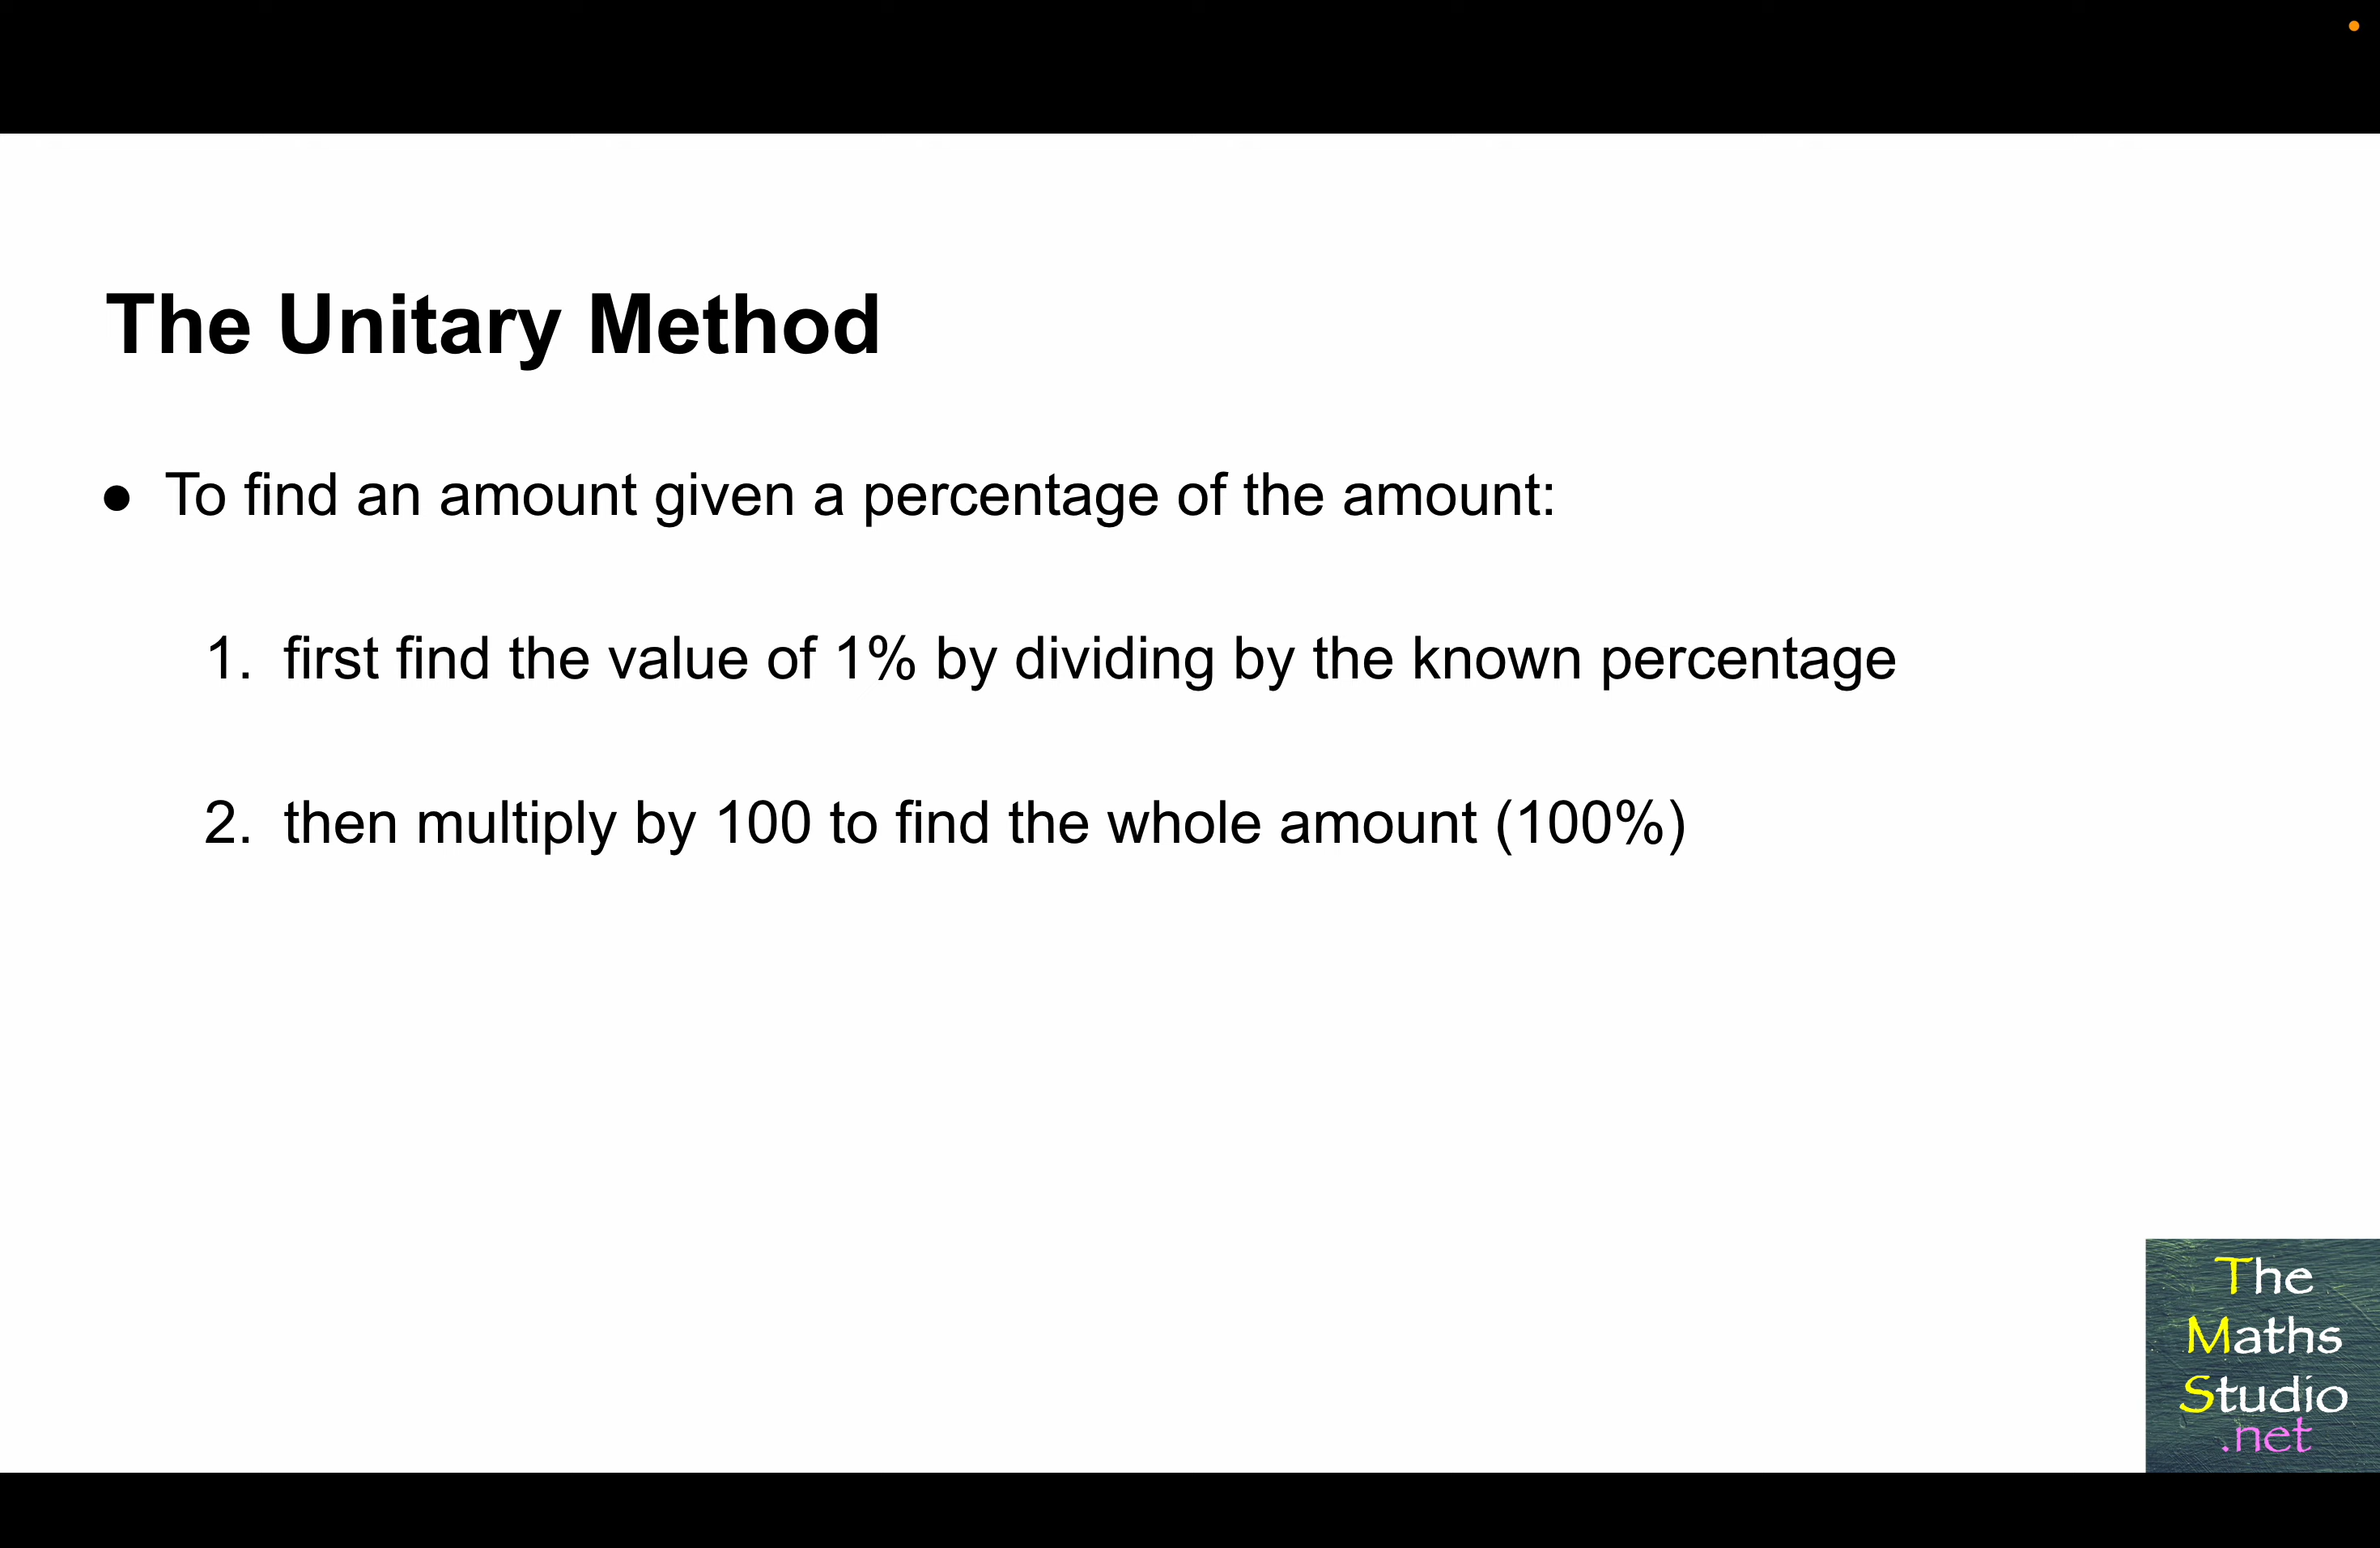 The Unitary Method
● To find an amount given a percentage of the amount:
1. first find the value of 1% by dividing by the known percentage
2. then multiply by 100 to find the whole amount (100%)
The
Maths
Studio
.net